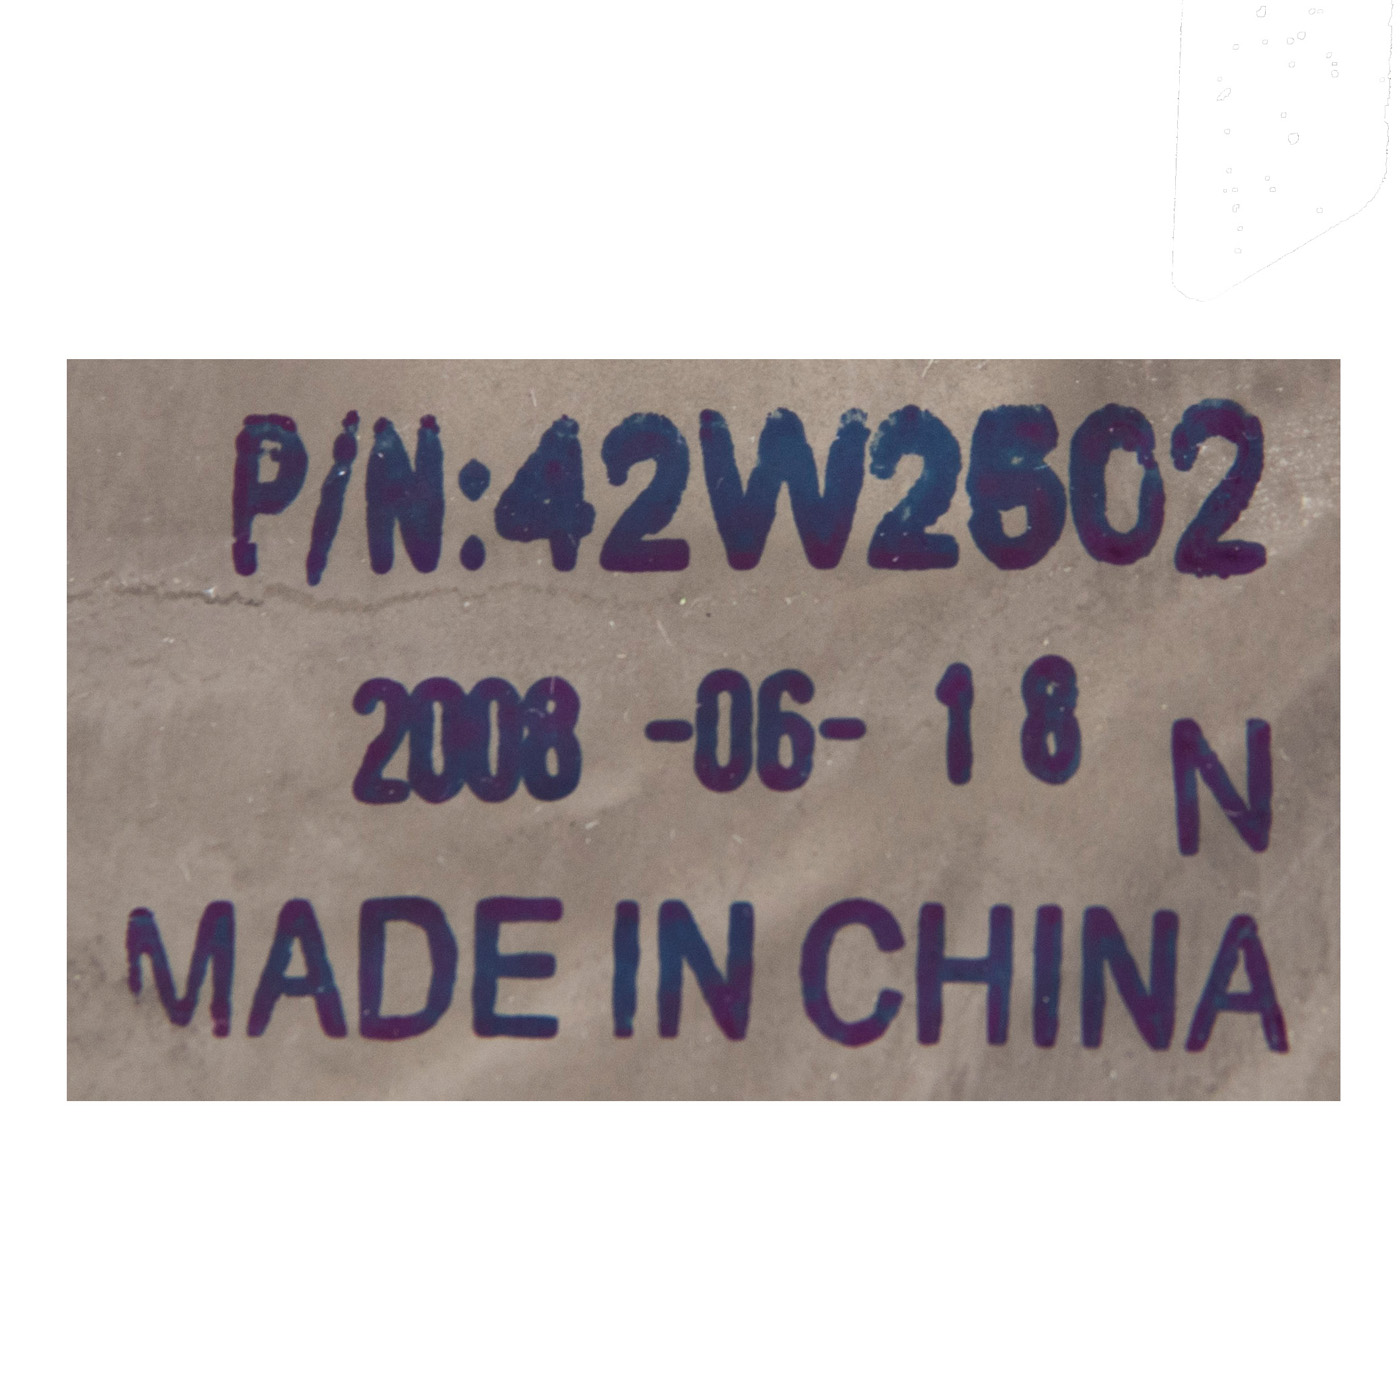 P/N:42W2602
2008 -06- 18
N
MADE IN CHINA